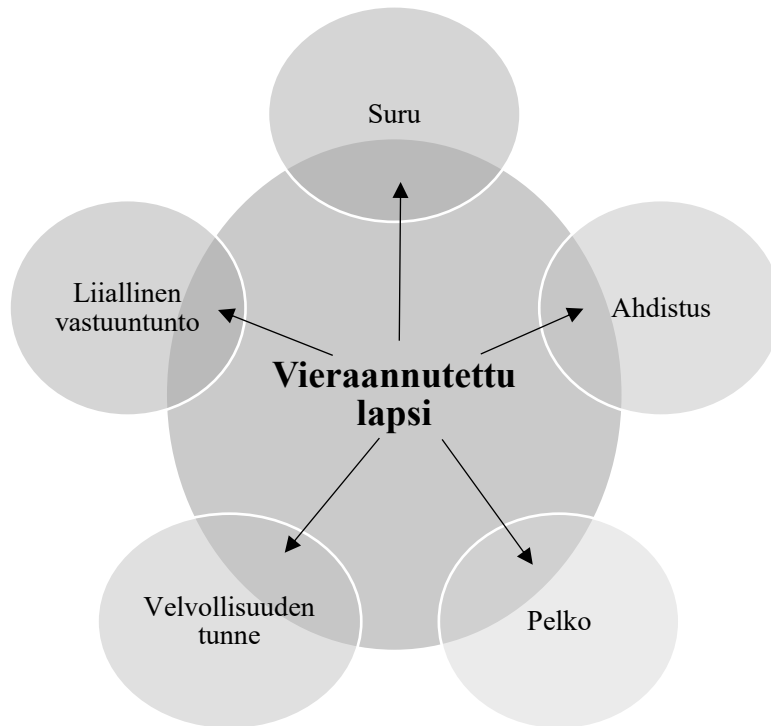 Suru
Liiallinen
vastuuntunto
Ahdistus
Vieraannutettu
lapsi
Velvollisuuden
tunne
Pelko